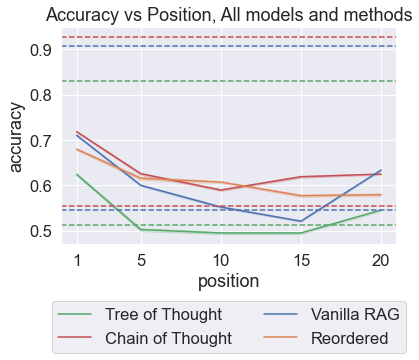 Accuracy vs Position, All models and methods
accuracy
0.9
0.8
0.7
0.6
0.5
1 5 10 15 20
position
Tree of Thought Vanilla RAG
Chain of Thought Reordered